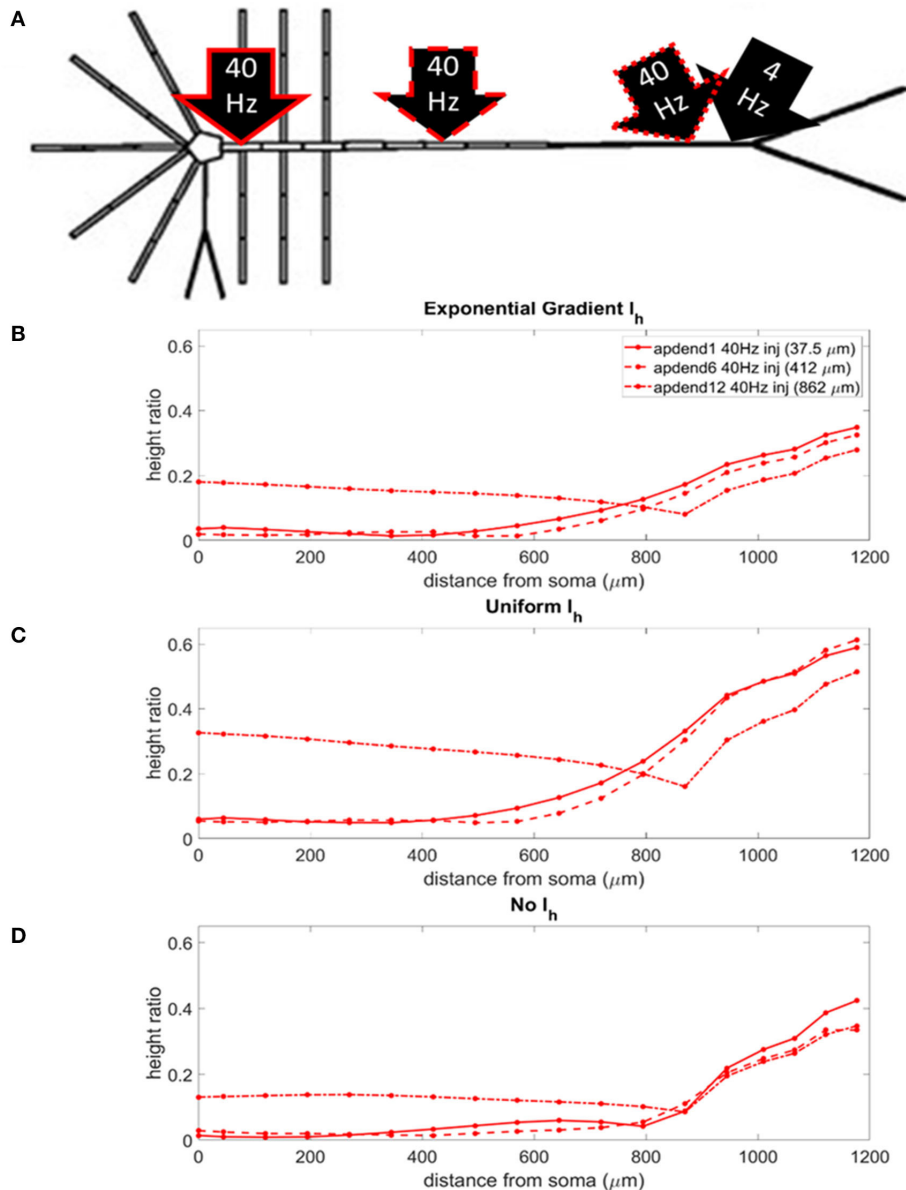 A
40
Hz
40
Hz
40
Hz
4
Hz
B
Exponential Gradient I_h
height ratio
0.6
0.4
0.2
0
apdend1 40Hz inj (37.5 μm)
apdend6 40Hz inj (412 μm)
apdend12 40Hz inj (862 μm)
0 200 400 600 800 1000 1200
distance from soma (μm)
C
Uniform I_h
height ratio
0.6
0.4
0.2
0
0 200 400 600 800 1000 1200
distance from soma (μm)
D
No I_h
height ratio
0.6
0.4
0.2
0
0 200 400 600 800 1000 1200
distance from soma (μm)